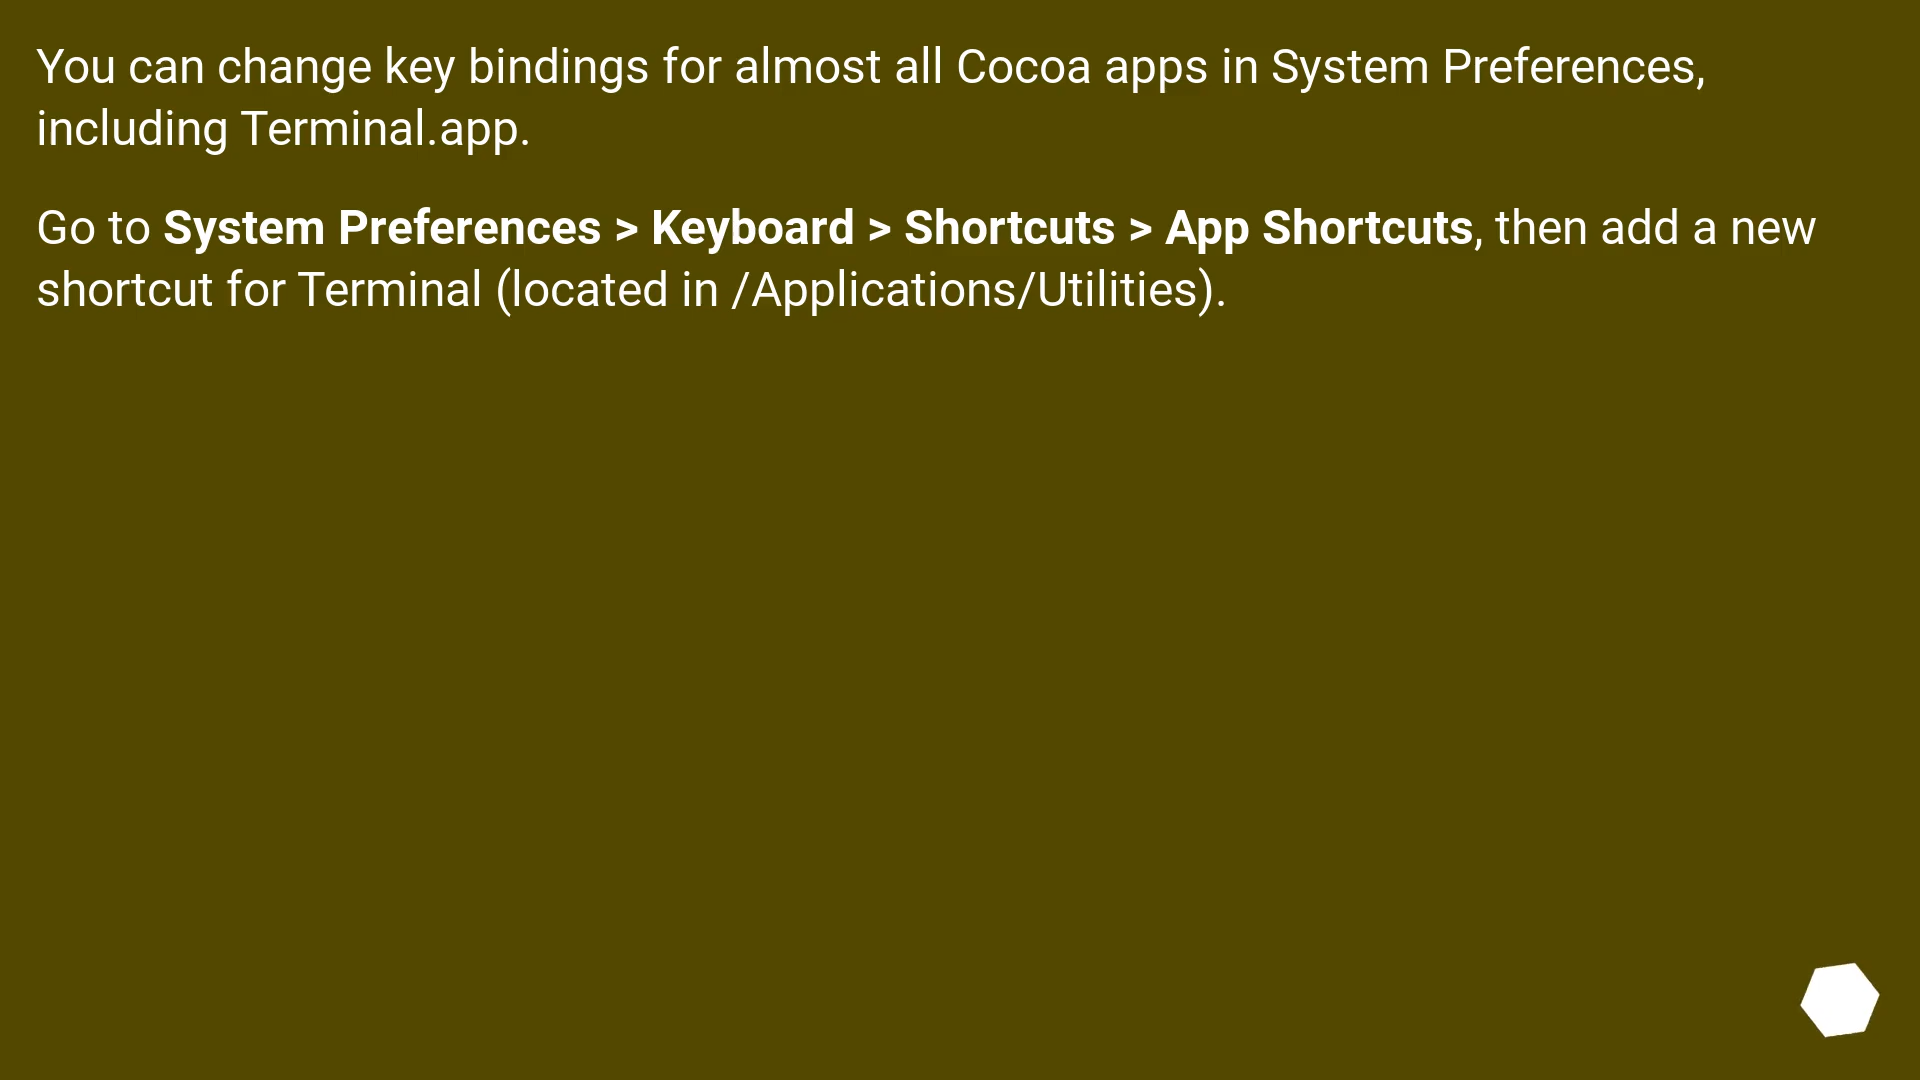 You can change key bindings for almost all Cocoa apps in System Preferences,
including Terminal.app.
Go to System Preferences > Keyboard > Shortcuts > App Shortcuts, then add a new
shortcut for Terminal (located in /Applications/Utilities).